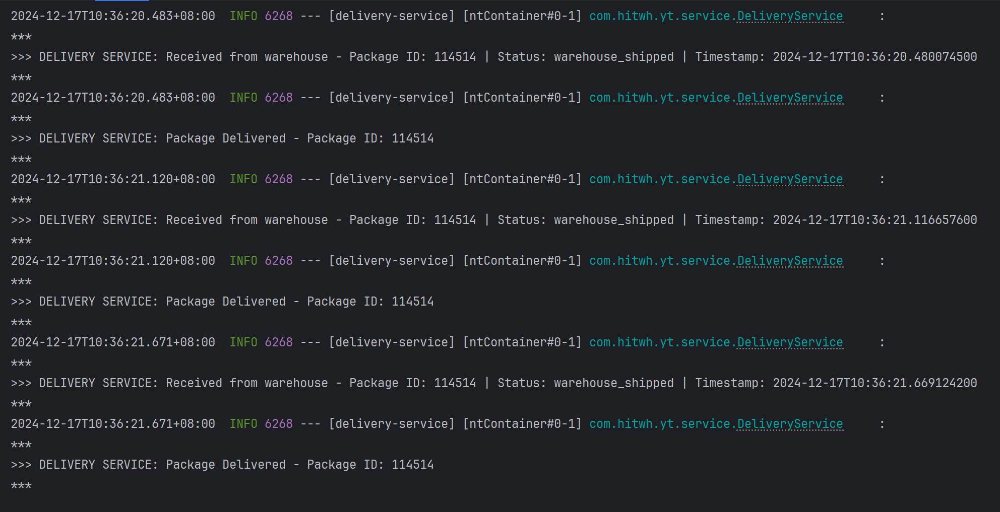 2024-12-17T10:36:20.483+08:00  INFO 6268 --- [delivery-service] [ntContainer#0-1] com.hitwh.yt.service.DeliveryService     :
***
>>> DELIVERY SERVICE: Received from warehouse - Package ID: 114514 | Status: warehouse_shipped | Timestamp: 2024-12-17T10:36:20.480074500
***
2024-12-17T10:36:20.483+08:00  INFO 6268 --- [delivery-service] [ntContainer#0-1] com.hitwh.yt.service.DeliveryService     :
***
>>> DELIVERY SERVICE: Package Delivered - Package ID: 114514
***
2024-12-17T10:36:21.120+08:00  INFO 6268 --- [delivery-service] [ntContainer#0-1] com.hitwh.yt.service.DeliveryService     :
***
>>> DELIVERY SERVICE: Received from warehouse - Package ID: 114514 | Status: warehouse_shipped | Timestamp: 2024-12-17T10:36:21.116657600
***
2024-12-17T10:36:21.120+08:00  INFO 6268 --- [delivery-service] [ntContainer#0-1] com.hitwh.yt.service.DeliveryService     :
***
>>> DELIVERY SERVICE: Package Delivered - Package ID: 114514
***
2024-12-17T10:36:21.671+08:00  INFO 6268 --- [delivery-service] [ntContainer#0-1] com.hitwh.yt.service.DeliveryService     :
***
>>> DELIVERY SERVICE: Received from warehouse - Package ID: 114514 | Status: warehouse_shipped | Timestamp: 2024-12-17T10:36:21.669124200
***
2024-12-17T10:36:21.671+08:00  INFO 6268 --- [delivery-service] [ntContainer#0-1] com.hitwh.yt.service.DeliveryService     :
***
>>> DELIVERY SERVICE: Package Delivered - Package ID: 114514
***